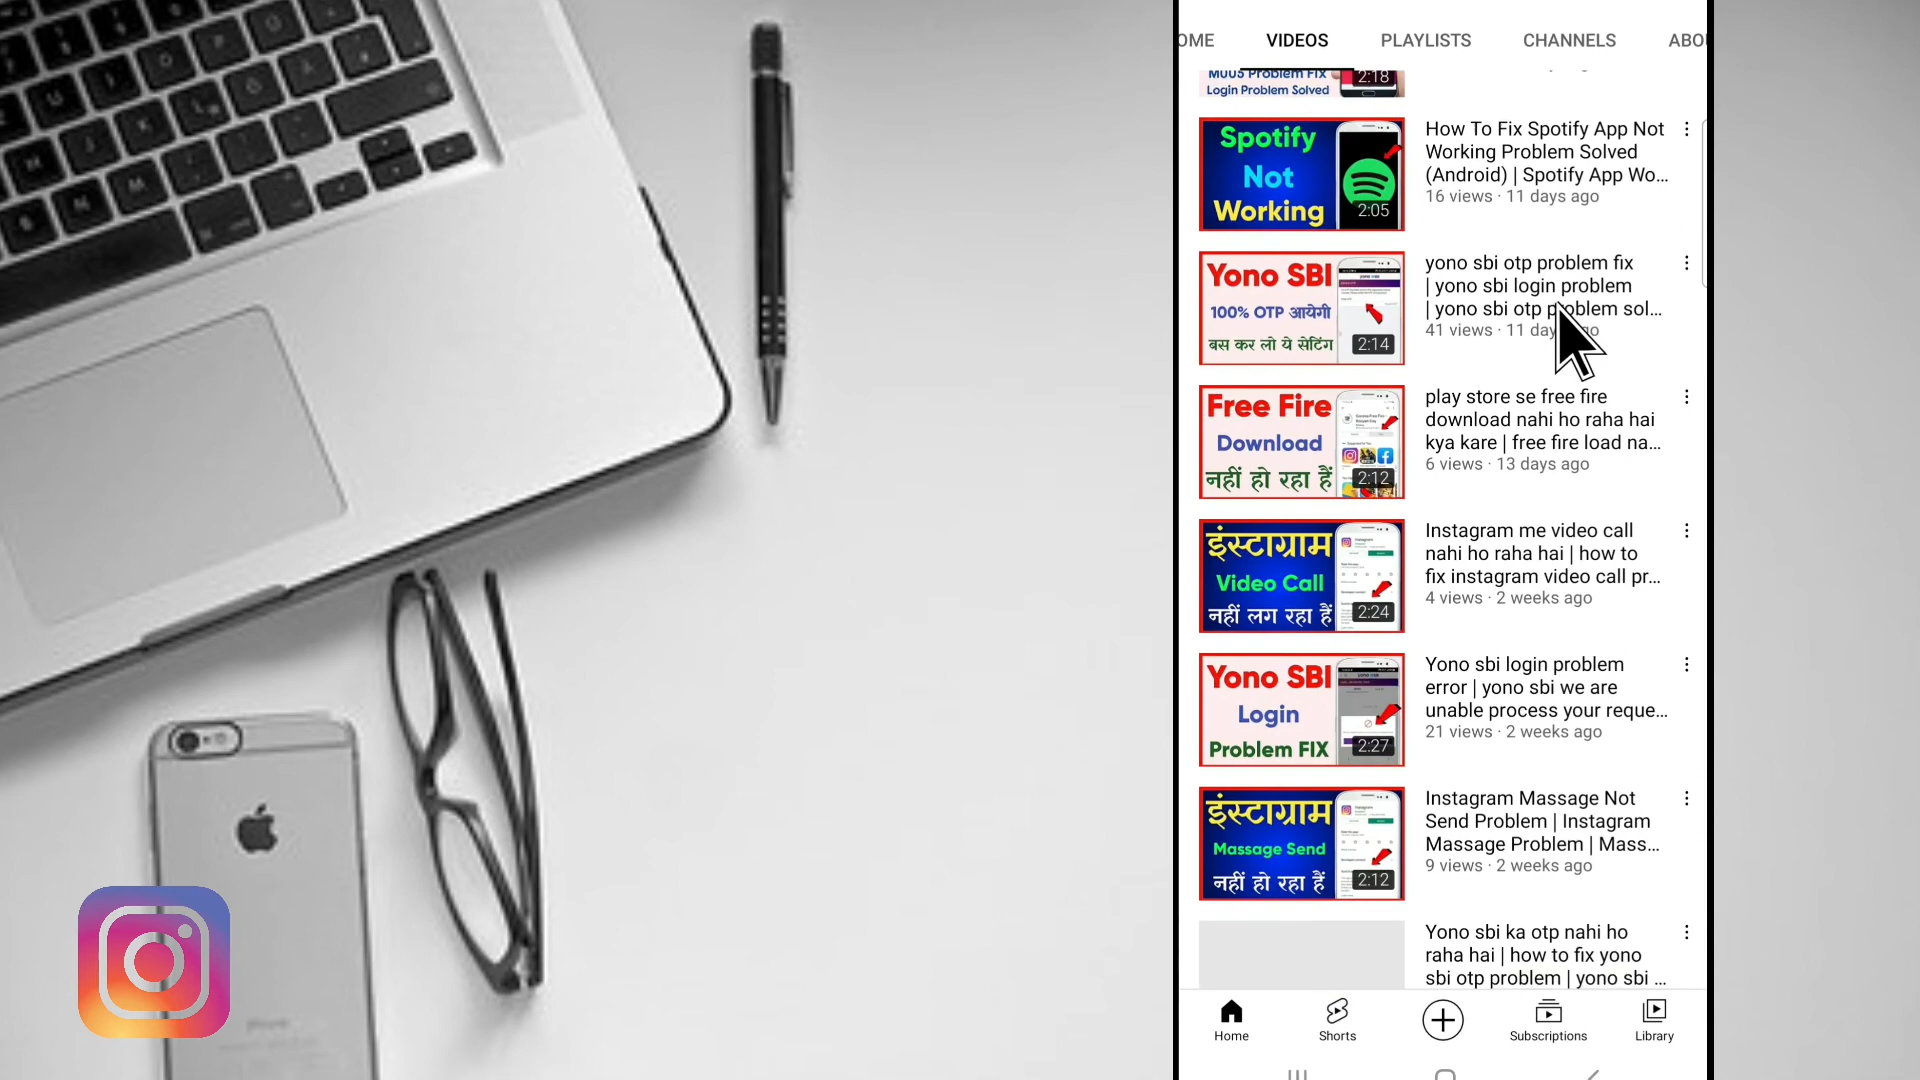 OME VIDEOS PLAYLISTS CHANNELS ABOU
M005 Problem Fix
Login Problem Solved
2:18
Spotify
Not
Working
2:05
How To Fix Spotify App Not
Working Problem Solved
(Android) | Spotify App Wo...
16 views · 11 days ago
Yono SBI
100% OTP आयेगी
बस कर लो ये सेटिंग
2:14
yono sbi otp problem fix
| yono sbi login problem
| yono sbi otp problem sol...
41 views · 11 days ago
Free Fire
Download
नहीं हो रहा हैं
2:12
play store se free fire
download nahi ho raha hai
kya kare | free fire load na...
6 views · 13 days ago
इंस्टाग्राम
Video Call
नहीं लग रहा हैं
2:24
Instagram me video call
nahi ho raha hai | how to
fix instagram video call pr...
4 views · 2 weeks ago
Yono SBI
Login
Problem FIX
2:27
Yono sbi login problem
error | yono sbi we are
unable process your reque...
21 views · 2 weeks ago
इंस्टाग्राम
Massage Send
नहीं हो रहा हैं
2:12
Instagram Massage Not
Send Problem | Instagram
Massage Problem | Mass...
9 views · 2 weeks ago
Yono sbi ka otp nahi ho
raha hai | how to fix yono
sbi otp problem | yono sbi ...
Home Shorts Subscriptions Library